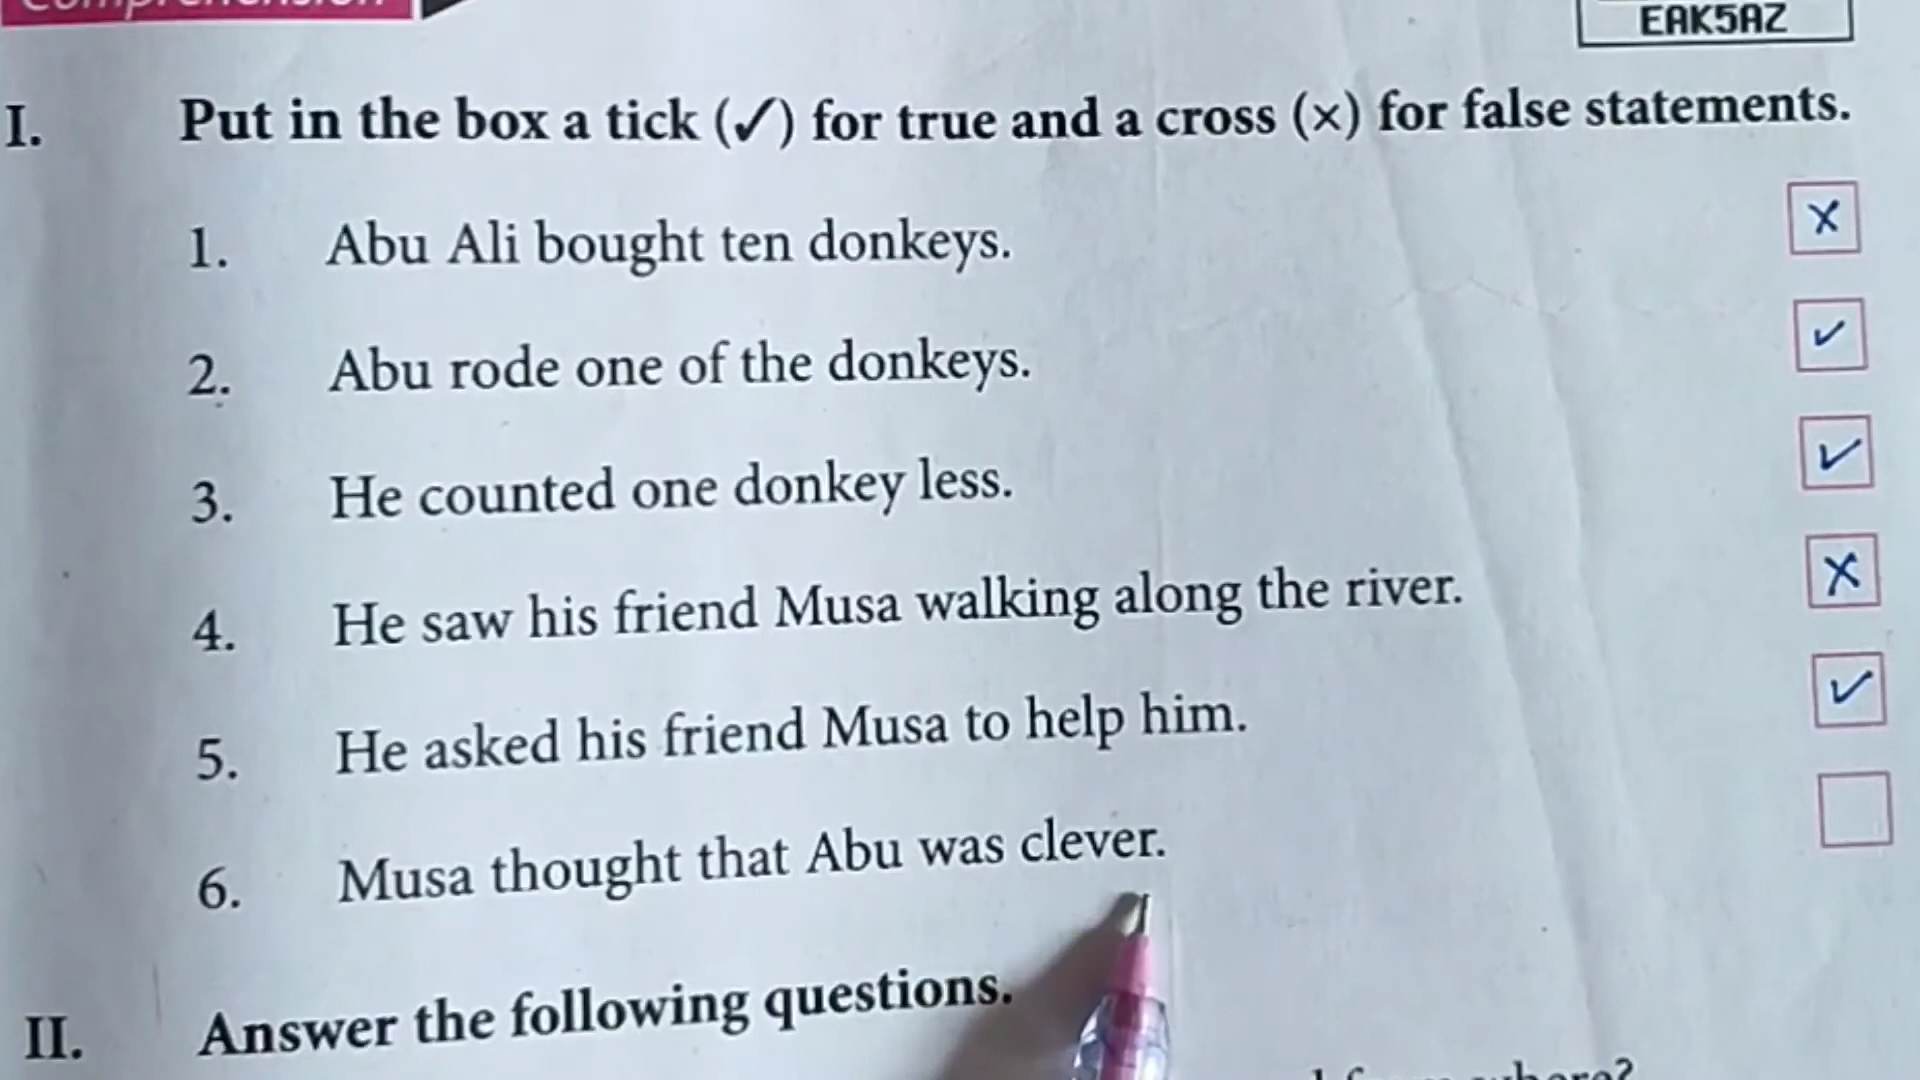 Comprehension
EAK5AZ
I. Put in the box a tick (✓) for true and a cross (×) for false statements.
1. Abu Ali bought ten donkeys. ×
2. Abu rode one of the donkeys. ✓
3. He counted one donkey less. ✓
4. He saw his friend Musa walking along the river. ×
5. He asked his friend Musa to help him. ✓
6. Musa thought that Abu was clever.
II. Answer the following questions.
where?